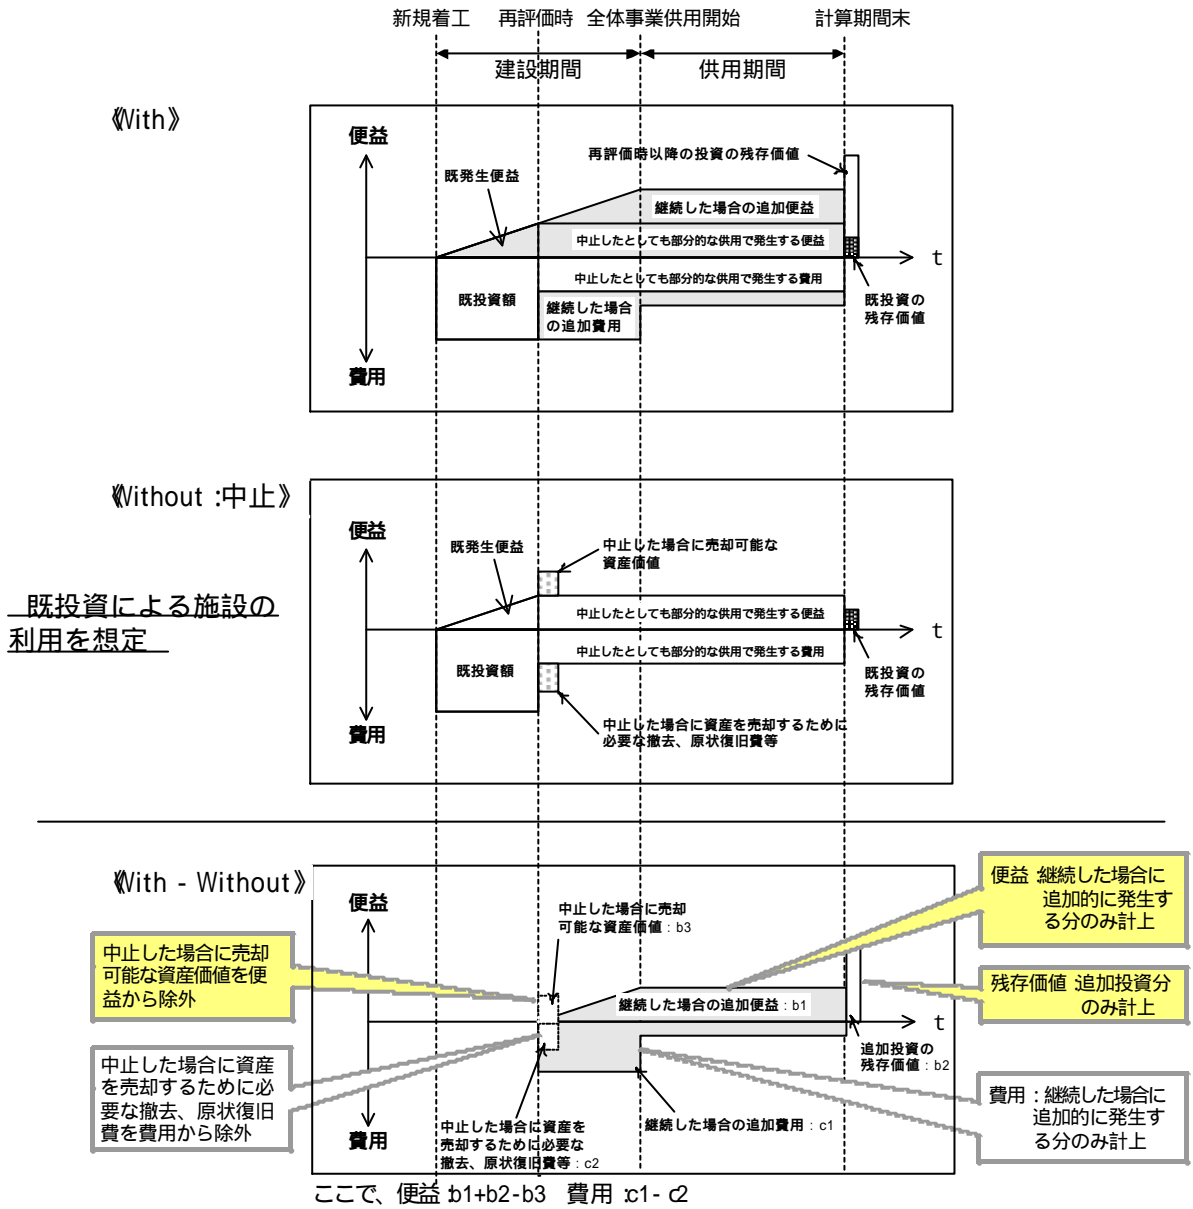 新規着工 再評価時 全体事業供用開始 計算期間末
建設期間 供用期間
《With》
便益
再評価時以降の投資の残存価値
既発生便益
継続した場合の追加便益
中止したとしても部分的な供用で発生する便益
t
中止したとしても部分的な供用で発生する費用
既投資額
継続した場合
の追加費用
既投資の
残存価値
費用
《Without :中止》
便益
既発生便益
中止した場合に売却可能な
資産価値
既投資による施設の
利用を想定
中止したとしても部分的な供用で発生する便益
t
中止したとしても部分的な供用で発生する費用
既投資額
既投資の
残存価値
中止した場合に資産を売却するために
必要な撤去、原状復旧費等
費用
《With - Without》
便益
中止した場合に売却
可能な資産価値：b3
便益 :継続した場合に
追加的に発生す
る分のみ計上
中止した場合に売却
可能な資産価値を便
益から除外
残存価値 :追加投資分
のみ計上
継続した場合の追加便益：b1
t
追加投資の
残存価値：b2
中止した場合に資産
を売却するために必
要な撤去、原状復旧
費を費用から除外
費用：継続した場合に
追加的に発生す
る分のみ計上
継続した場合の追加費用：c1
中止した場合に資産を
売却するために必要な
撤去、原状復旧費等：c2
費用
ここで、便益 :b1+b2-b3 費用 :c1- c2